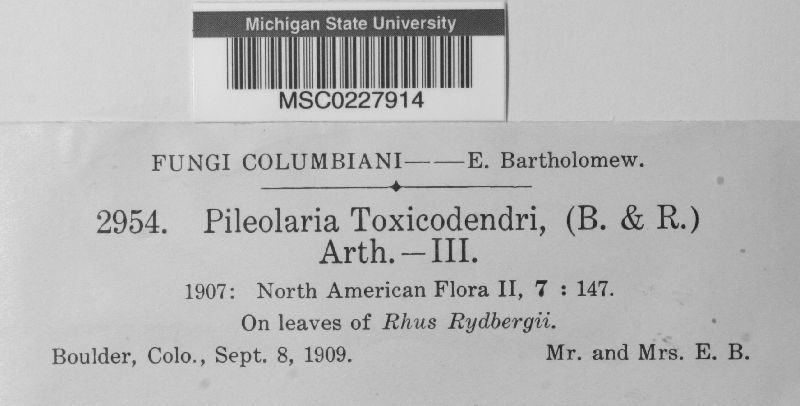 Michigan State University
MSC0227914
FUNGI COLUMBIANI——E. Bartholomew.
2954. Pileolaria Toxicodendri, (B. & R.)
Arth.—III.
1907: North American Flora II, 7 : 147.
On leaves of Rhus Rydbergii.
Boulder, Colo., Sept. 8, 1909. Mr. and Mrs. E. B.